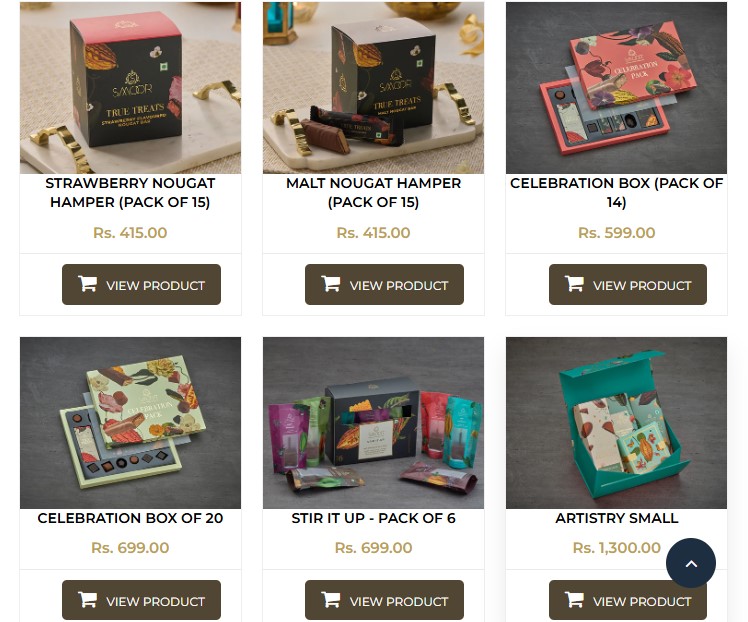 SMOOR
TRUE TREATS
STRAWBERRY FLAVOURED
NOUGAT BAR
SMOOR
TRUE TREATS
MALT NOUGAT BAR
TRUE TREATS
SMOOR
CELEBRATION
PACK
STRAWBERRY NOUGAT
HAMPER (PACK OF 15)
MALT NOUGAT HAMPER
(PACK OF 15)
CELEBRATION BOX (PACK OF
14)
Rs. 415.00
Rs. 415.00
Rs. 599.00
VIEW PRODUCT
VIEW PRODUCT
VIEW PRODUCT
CELEBRATION
PACK
CELEBRATION BOX OF 20
STIR IT UP - PACK OF 6
ARTISTRY SMALL
Rs. 699.00
Rs. 699.00
Rs. 1,300.00
VIEW PRODUCT
VIEW PRODUCT
VIEW PRODUCT